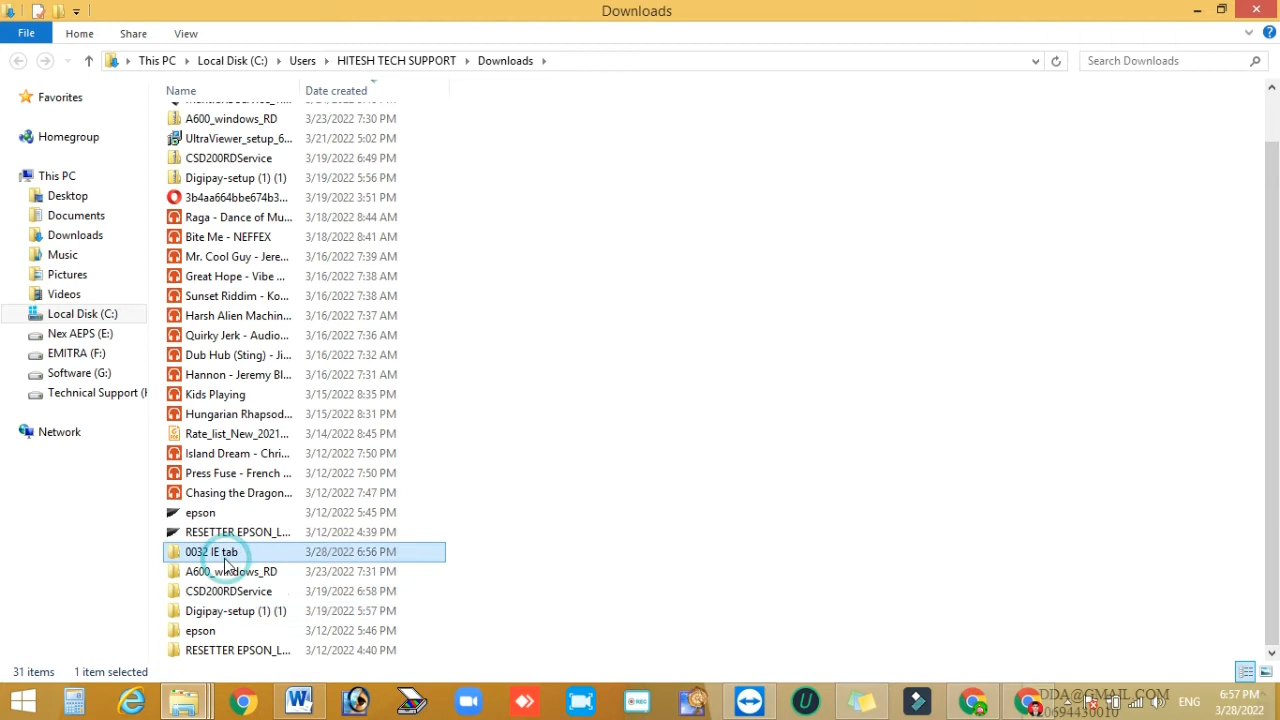 Downloads
File Home Share View
This PC Local Disk (C:) Users HITESH TECH SUPPORT Downloads Search Downloads
Name Date created
Favorites
Homegroup
This PC
Desktop
Documents
Downloads
Music
Pictures
Videos
Local Disk (C:)
Nex AEPS (E:)
EMITRA (F:)
Software (G:)
Technical Support (H
Network
A600_windows_RD 3/23/2022 7:30 PM
UltraViewer_setup_6... 3/21/2022 5:02 PM
CSD200RDService 3/19/2022 6:49 PM
Digipay-setup (1) (1) 3/19/2022 5:56 PM
3b4aa664bbe674b3... 3/19/2022 3:51 PM
Raga - Dance of Mu... 3/18/2022 8:44 AM
Bite Me - NEFFEX 3/18/2022 8:41 AM
Mr. Cool Guy - Jere... 3/16/2022 7:39 AM
Great Hope - Vibe ... 3/16/2022 7:38 AM
Sunset Riddim - Ko... 3/16/2022 7:38 AM
Harsh Alien Machin... 3/16/2022 7:37 AM
Quirky Jerk - Audio... 3/16/2022 7:36 AM
Dub Hub (Sting) - Ji... 3/16/2022 7:32 AM
Hannon - Jeremy Bl... 3/16/2022 7:31 AM
Kids Playing 3/15/2022 8:35 PM
Hungarian Rhapsod... 3/15/2022 8:31 PM
Rate_list_New_2021... 3/14/2022 8:45 PM
Island Dream - Chri... 3/12/2022 7:50 PM
Press Fuse - French ... 3/12/2022 7:50 PM
Chasing the Dragon... 3/12/2022 7:47 PM
epson 3/12/2022 5:45 PM
RESETTER EPSON_L... 3/12/2022 4:39 PM
0032 IE tab 3/28/2022 6:56 PM
A600_windows_RD 3/23/2022 7:31 PM
CSD200RDService 3/19/2022 6:58 PM
Digipay-setup (1) (1) 3/19/2022 5:57 PM
epson 3/12/2022 5:46 PM
RESETTER EPSON_L... 3/12/2022 4:40 PM
31 items 1 item selected
REC
DDA@GMAIL.COM
0694430010
ENG
6:57 PM
3/28/2022